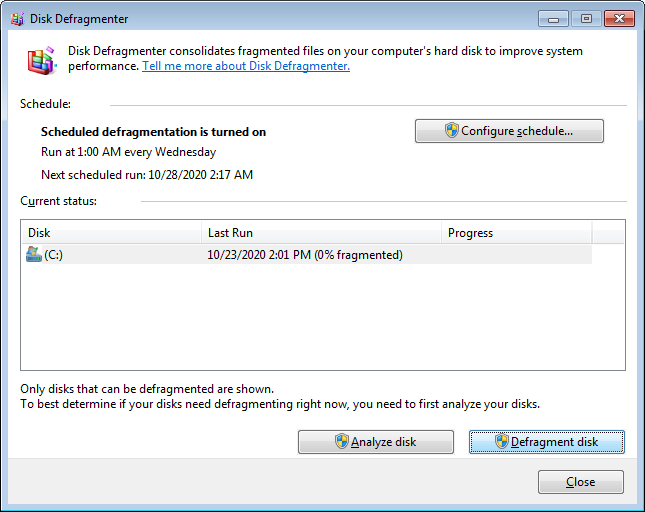 Disk Defragmenter
Disk Defragmenter consolidates fragmented files on your computer's hard disk to improve system
performance. Tell me more about Disk Defragmenter.
Schedule:
Scheduled defragmentation is turned on
Configure schedule...
Run at 1:00 AM every Wednesday
Next scheduled run: 10/28/2020 2:17 AM
Current status:
Disk Last Run Progress
(C:) 10/23/2020 2:01 PM (0% fragmented)
Only disks that can be defragmented are shown.
To best determine if your disks need defragmenting right now, you need to first analyze your disks.
Analyze disk Defragment disk
Close